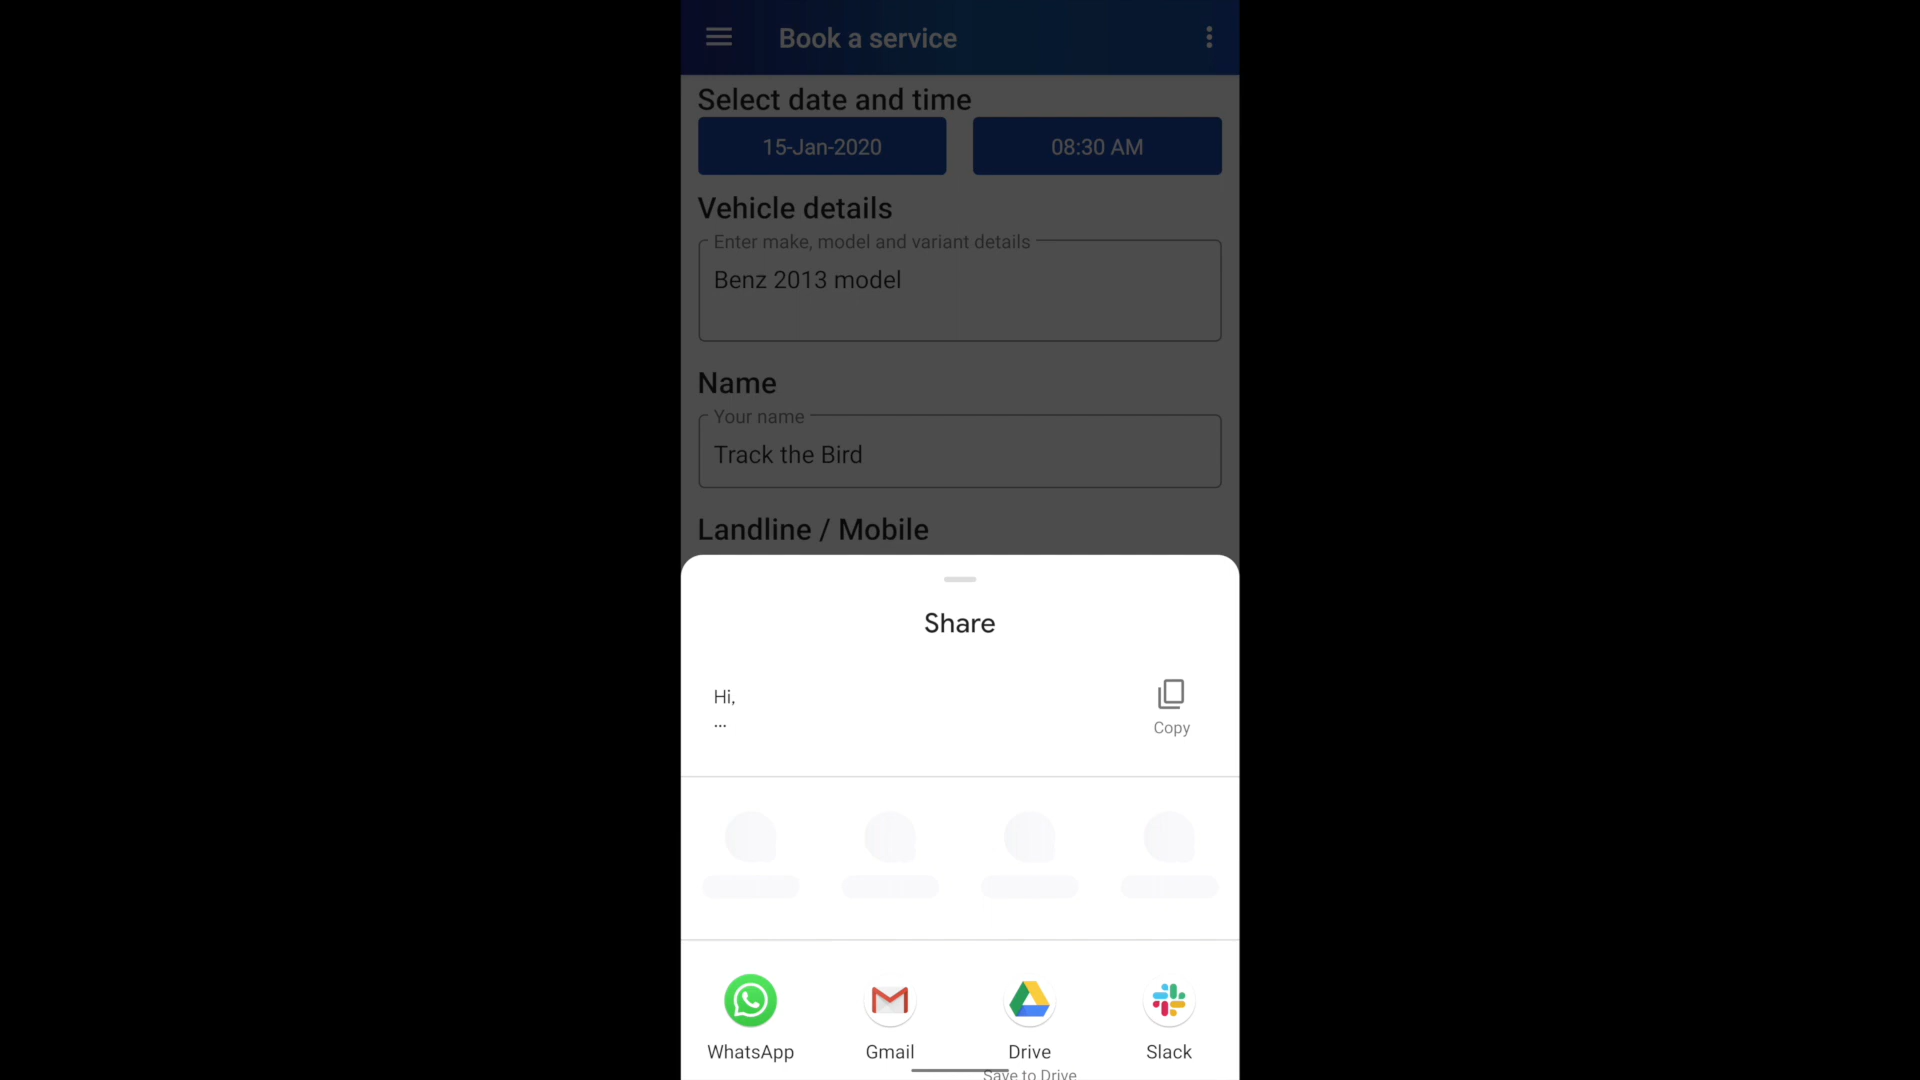 Book a service
Select date and time
15-Jan-2020
08:30 AM
Vehicle details
Enter make, model and variant details
Benz 2013 model
Name
Your name
Track the Bird
Landline / Mobile
Share
Hi,
...
Copy
WhatsApp
Gmail
Drive
Slack
Save to Drive